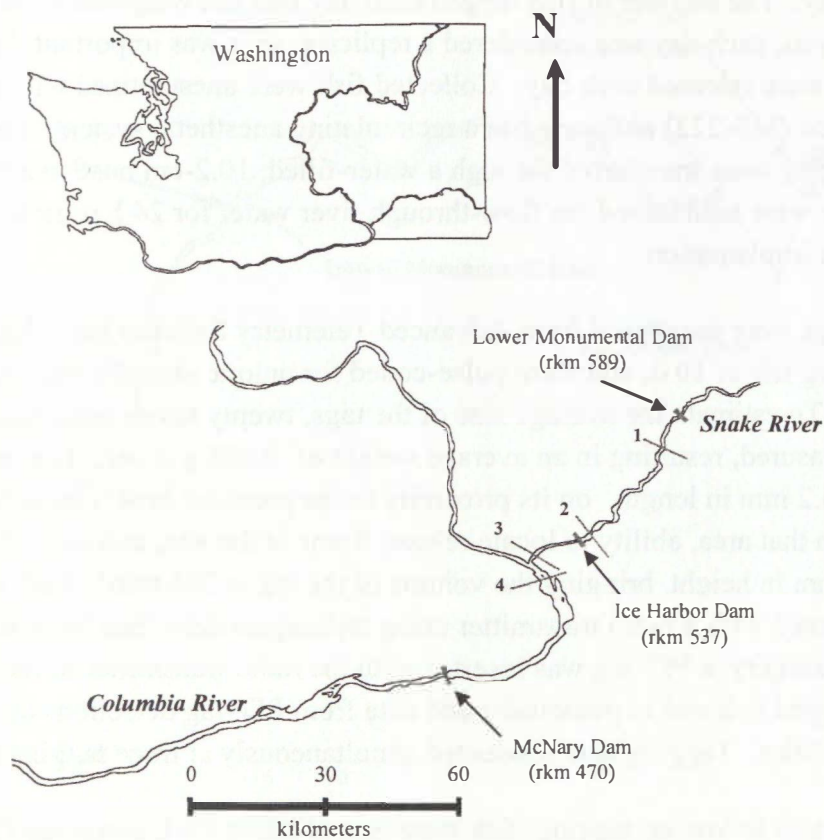 Washington
N
Lower Monumental Dam
(rkm 589)
Snake River
1
2
3
4
Ice Harbor Dam
(rkm 537)
Columbia River
McNary Dam
(rkm 470)
0 30 60
kilometers